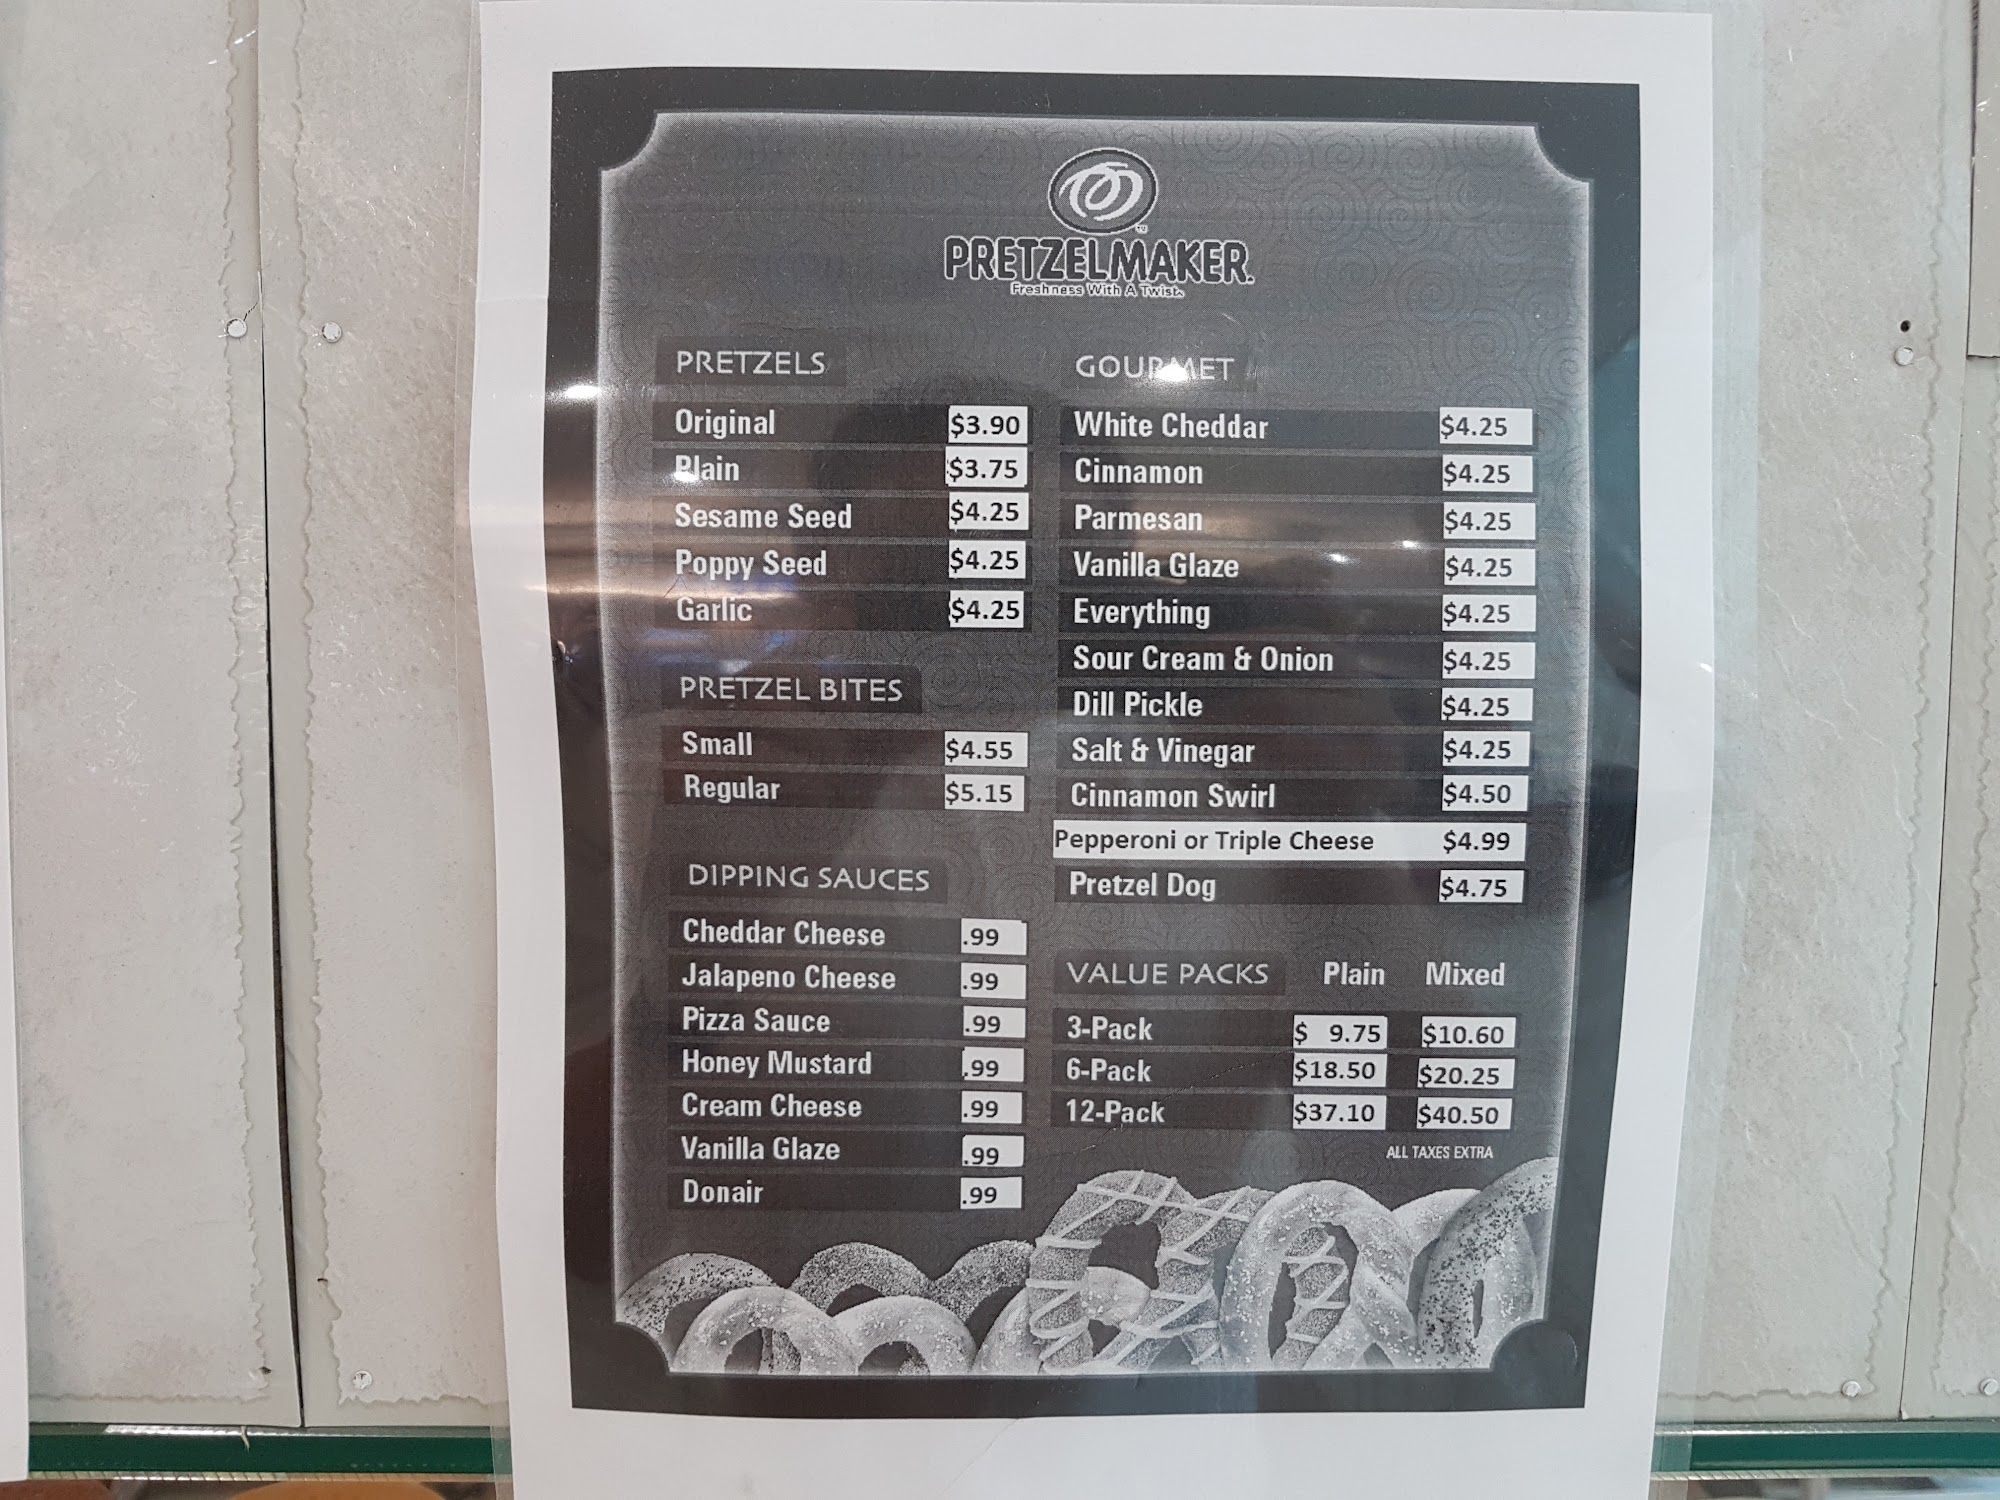 PRETZELMAKER.
Freshness With A Twist.
PRETZELS
Original $3.90
Plain $3.75
Sesame Seed $4.25
Poppy Seed $4.25
Garlic $4.25
PRETZEL BITES
Small $4.55
Regular $5.15
DIPPING SAUCES
Cheddar Cheese .99
Jalapeno Cheese .99
Pizza Sauce .99
Honey Mustard .99
Cream Cheese .99
Vanilla Glaze .99
Donair .99
GOURMET
White Cheddar $4.25
Cinnamon $4.25
Parmesan $4.25
Vanilla Glaze $4.25
Everything $4.25
Sour Cream & Onion $4.25
Dill Pickle $4.25
Salt & Vinegar $4.25
Cinnamon Swirl $4.50
Pepperoni or Triple Cheese $4.99
Pretzel Dog $4.75
VALUE PACKS Plain Mixed
3-Pack $ 9.75 $10.60
6-Pack $18.50 $20.25
12-Pack $37.10 $40.50
ALL TAXES EXTRA